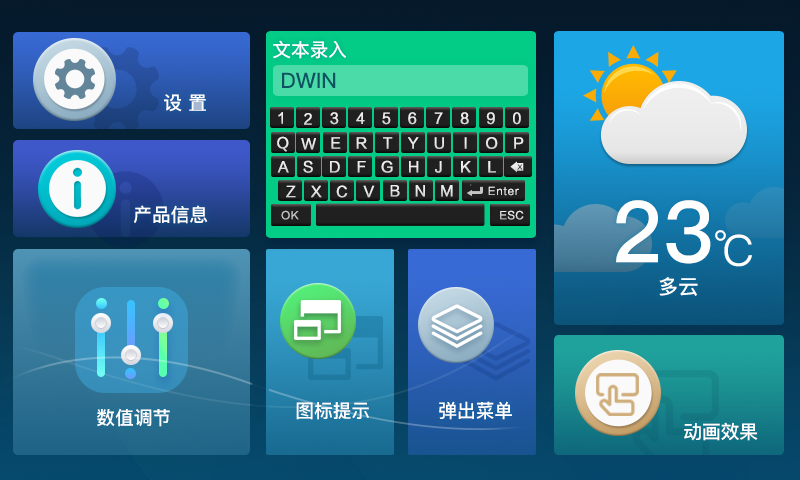 设 置
产品信息
数值调节
文本录入
DWIN
1 2 3 4 5 6 7 8 9 0
Q W E R T Y U I O P
A S D F G H J K L
Z X C V B N M Enter
OK ESC
图标提示
弹出菜单
23℃
多云
动画效果